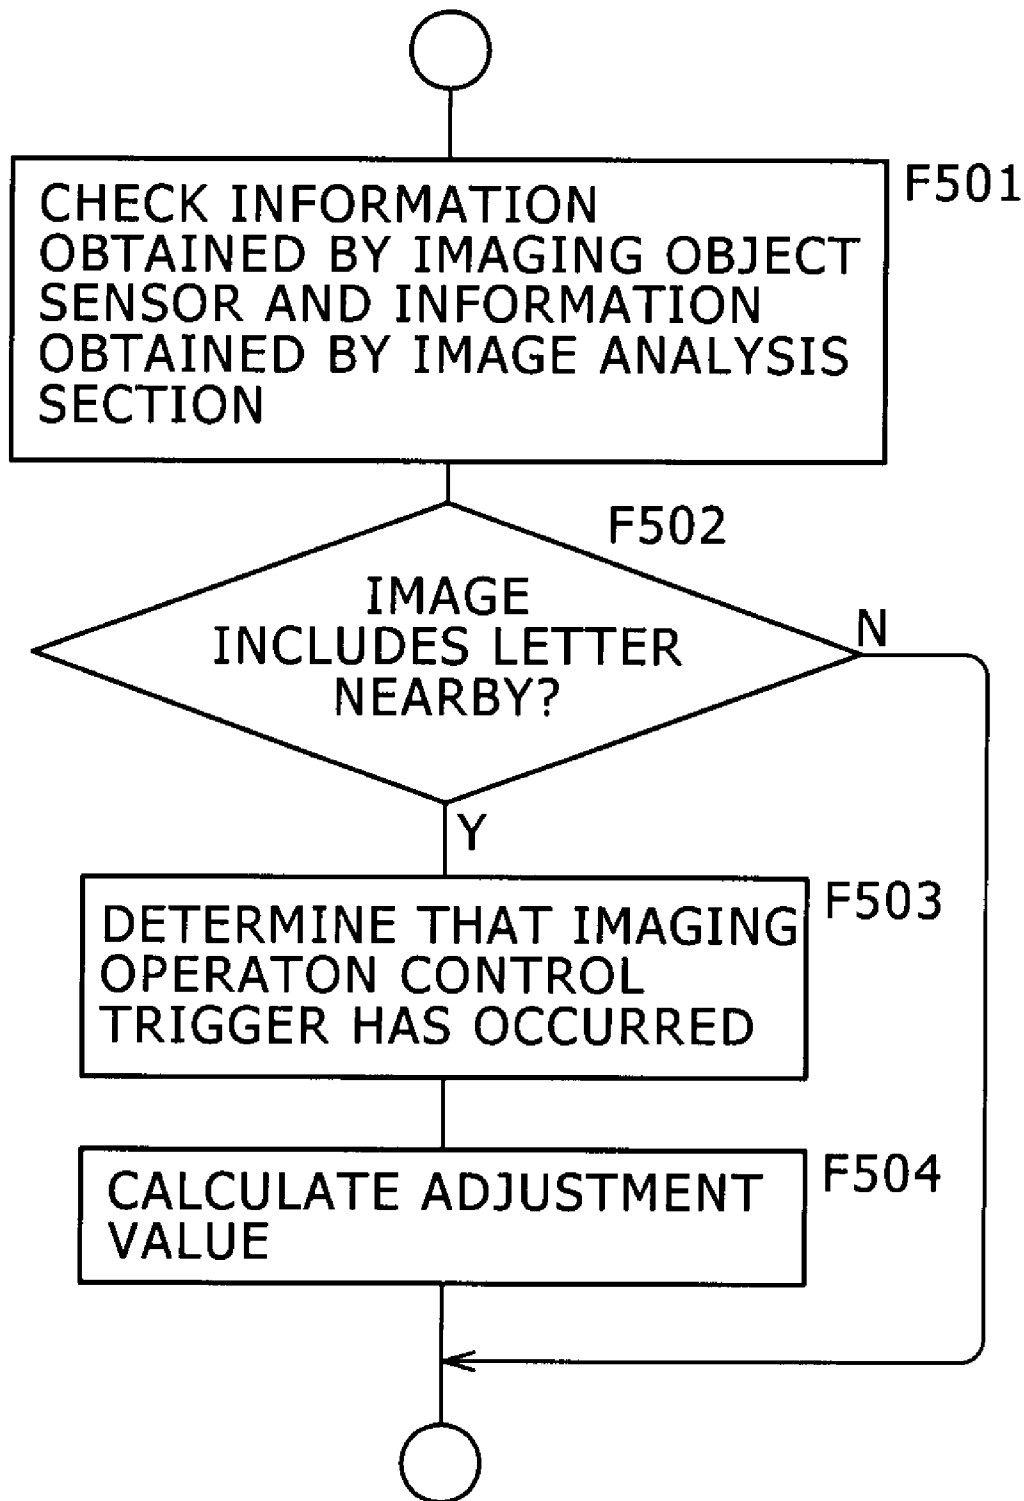 F501
CHECK INFORMATION
OBTAINED BY IMAGING OBJECT
SENSOR AND INFORMATION
OBTAINED BY IMAGE ANALYSIS
SECTION
F502
IMAGE
INCLUDES LETTER
NEARBY?
N
Y
F503
DETERMINE THAT IMAGING
OPERATON CONTROL
TRIGGER HAS OCCURRED
F504
CALCULATE ADJUSTMENT
VALUE